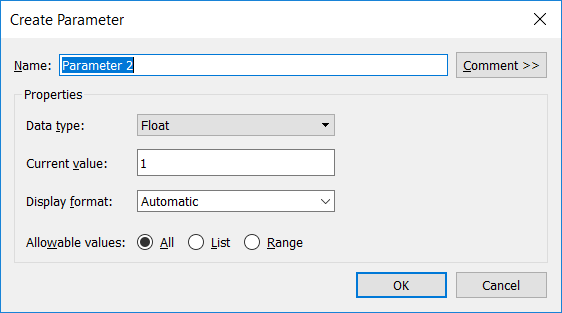 Create Parameter
Name: Parameter 2 Comment >>
Properties
Data type: Float
Current value: 1
Display format: Automatic
Allowable values: All List Range
OK Cancel